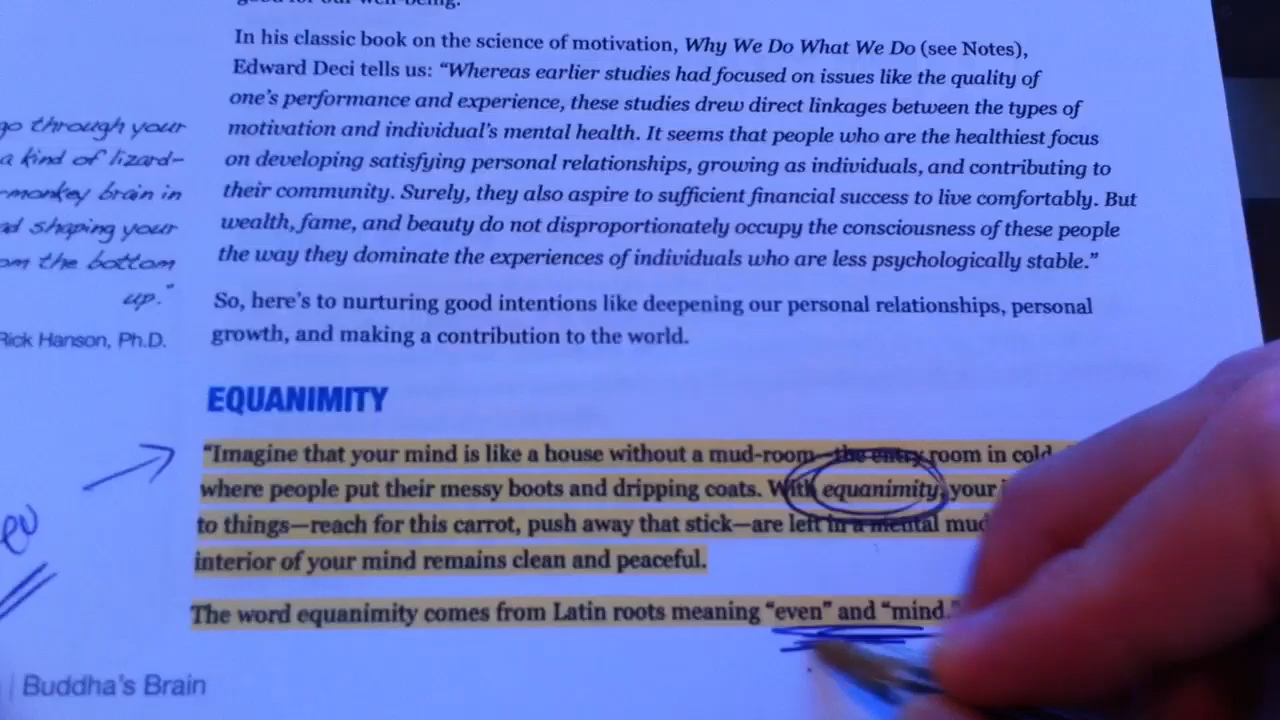 In his classic book on the science of motivation, Why We Do What We Do (see Notes),
Edward Deci tells us: “Whereas earlier studies had focused on issues like the quality of
one’s performance and experience, these studies drew direct linkages between the types of
motivation and individual’s mental health. It seems that people who are the healthiest focus
on developing satisfying personal relationships, growing as individuals, and contributing to
their community. Surely, they also aspire to sufficient financial success to live comfortably. But
wealth, fame, and beauty do not disproportionately occupy the consciousness of these people
the way they dominate the experiences of individuals who are less psychologically stable.”
So, here’s to nurturing good intentions like deepening our personal relationships, personal
growth, and making a contribution to the world.
go through your
a kind of lizard-
-monkey brain in
shaping your
the bottom
up.”
Rick Hanson, Ph.D.
EQUANIMITY
“Imagine that your mind is like a house without a mud-room—the entry room in cold
where people put their messy boots and dripping coats. With equanimity, your
to things—reach for this carrot, push away that stick—are left in a mental mud
interior of your mind remains clean and peaceful.
The word equanimity comes from Latin roots meaning “even” and “mind.”
Buddha’s Brain